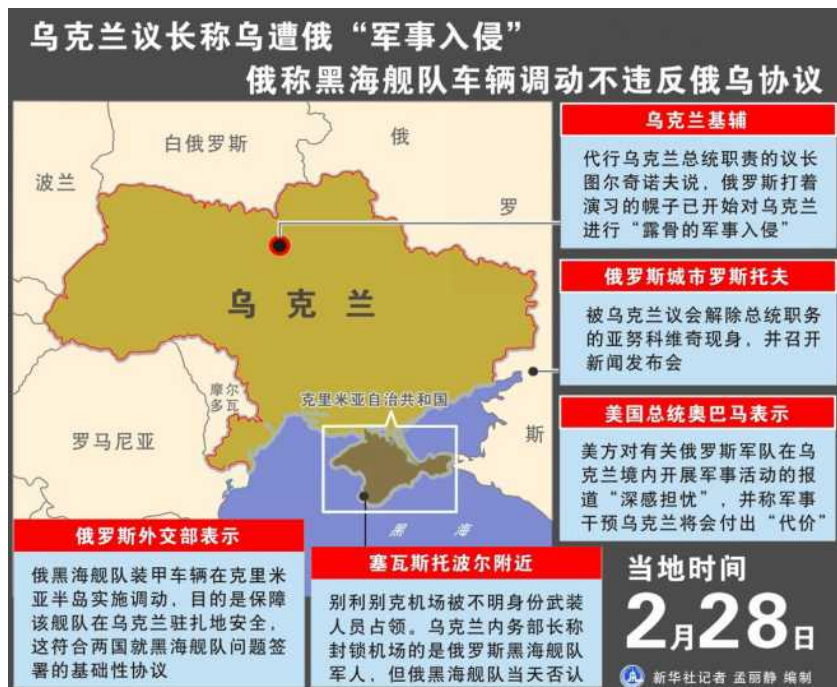 乌克兰议长称乌遭俄“军事入侵”
俄称黑海舰队车辆调动不违反俄乌协议
白俄罗斯
俄
波兰
罗
乌克兰
摩尔
多瓦
克里米亚自治共和国
罗马尼亚
斯
黑海
乌克兰基辅
代行乌克兰总统职责的议长
图尔奇诺夫说，俄罗斯打着
演习的幌子已开始对乌克兰
进行“露骨的军事入侵”
俄罗斯城市罗斯托夫
被乌克兰议会解除总统职务
的亚努科维奇现身，并召开
新闻发布会
美国总统奥巴马表示
美方对有关俄罗斯军队在乌
克兰境内开展军事活动的报
道“深感担忧”，并称军事
干预乌克兰将会付出“代价”
俄罗斯外交部表示
俄黑海舰队装甲车辆在克里米
亚半岛实施调动，目的是保障
该舰队在乌克兰驻扎地安全，
这符合两国就黑海舰队问题签
署的基础性协议
塞瓦斯托波尔附近
别利别克机场被不明身份武装
人员占领。乌克兰内务部长称
封锁机场的是俄罗斯黑海舰队
军人，但俄黑海舰队当天否认
当地时间
2月28日
新华社记者 孟丽静 编制